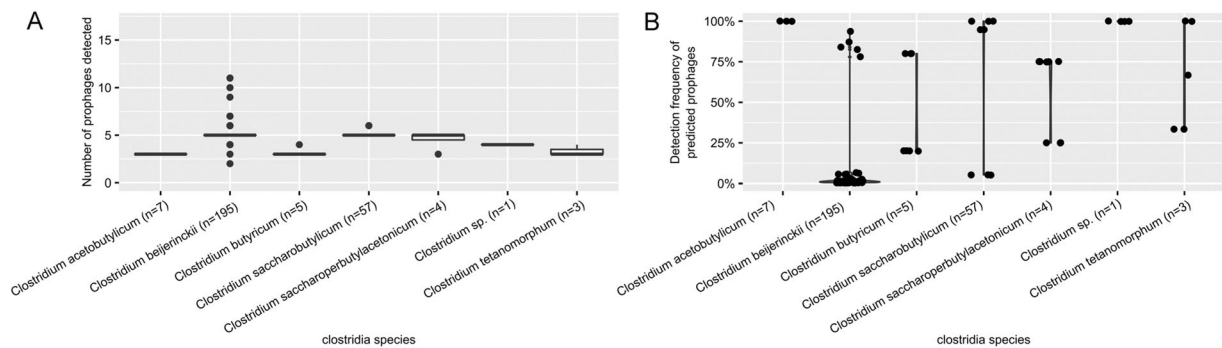 A
Number of prophages detected
15
10
5
0
Clostridium acetobutylicum (n=7)
Clostridium beijerinckii (n=195)
Clostridium butyricum (n=5)
Clostridium saccharobutylicum (n=57)
Clostridium saccharoperbutylacetonicum (n=4)
Clostridium sp. (n=1)
Clostridium tetanomorphum (n=3)
clostridia species
B
Detection frequency of
predicted prophages
100%
75%
50%
25%
0%
Clostridium acetobutylicum (n=7)
Clostridium beijerinckii (n=195)
Clostridium butyricum (n=5)
Clostridium saccharobutylicum (n=57)
Clostridium saccharoperbutylacetonicum (n=4)
Clostridium sp. (n=1)
Clostridium tetanomorphum (n=3)
clostridia species